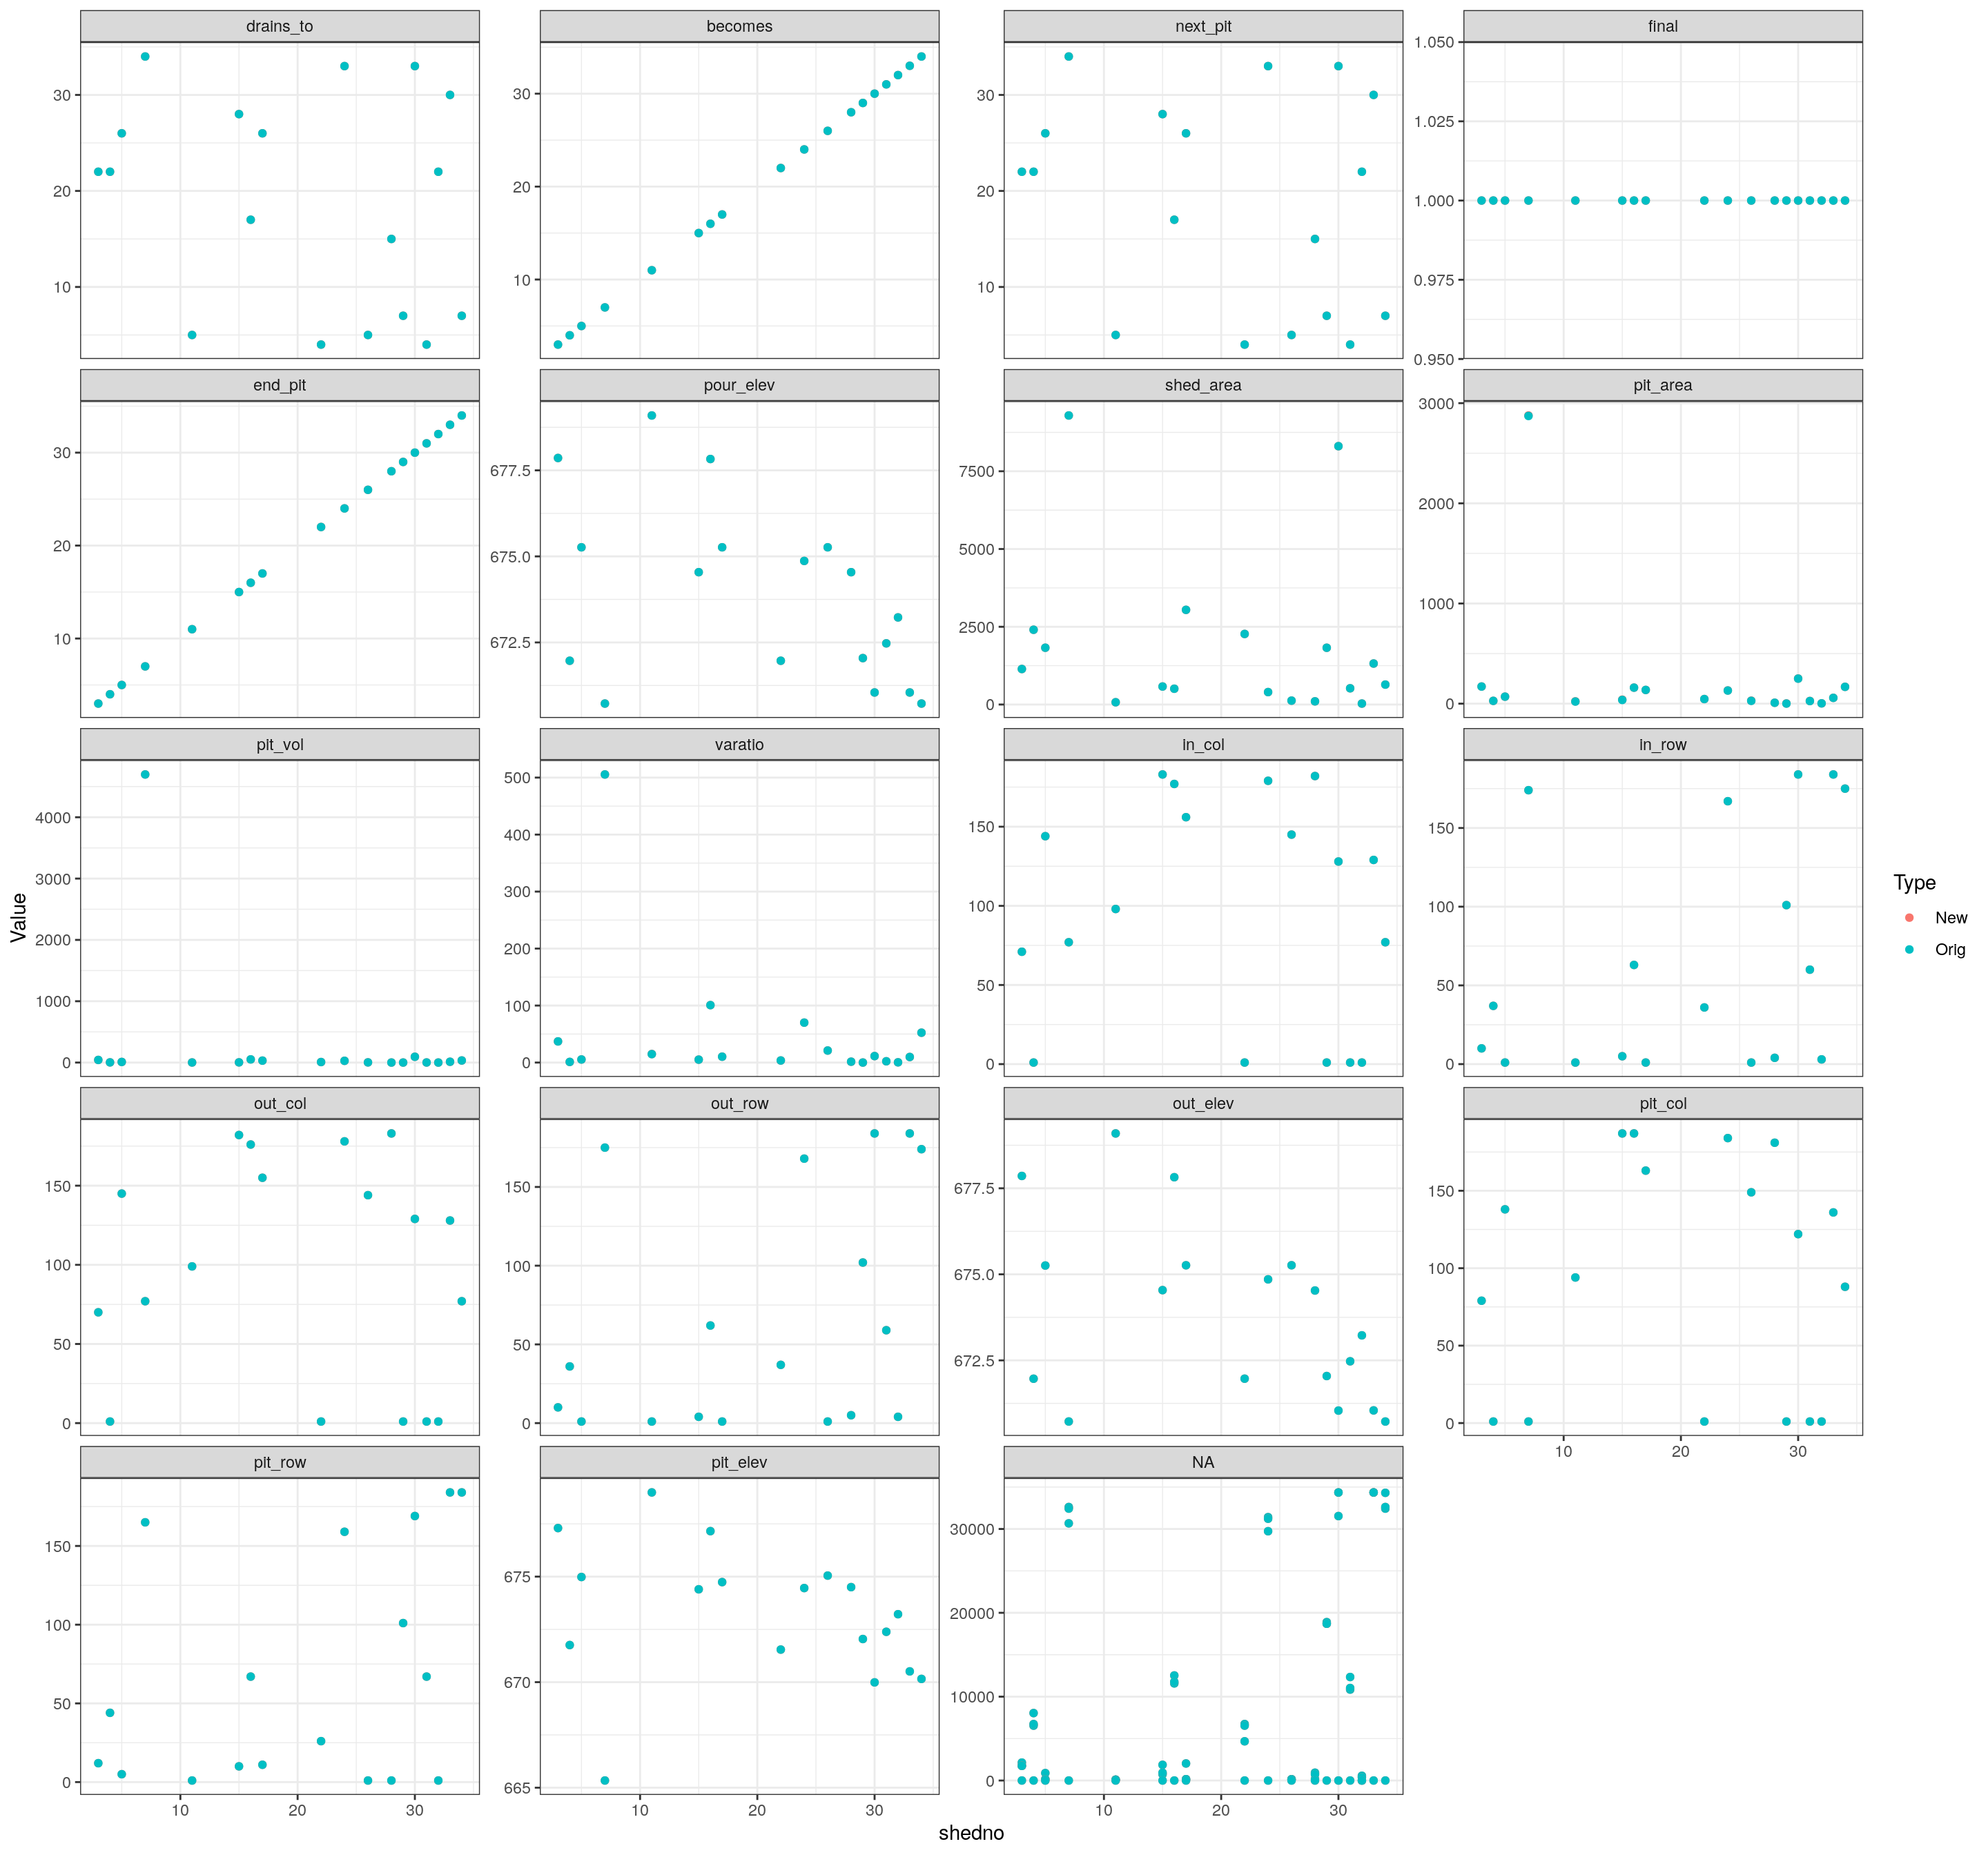 drains_to
becomes
next_pit
final
30
20
10
30
20
10
30
20
10
1.050
1.025
1.000
0.975
0.950
end_pit
pour_elev
shed_area
pit_area
30
20
10
677.5
675.0
672.5
7500
5000
2500
0
3000
2000
1000
0
pit_vol
varatio
in_col
in_row
4000
3000
2000
1000
0
500
400
300
200
100
0
150
100
50
0
150
100
50
0
Value
Type
New
Orig
out_col
out_row
out_elev
pit_col
150
100
50
0
150
100
50
0
677.5
675.0
672.5
150
100
50
0
10 20 30
pit_row
pit_elev
NA
150
100
50
0
675
670
665
30000
20000
10000
0
10 20 30
10 20 30
10 20 30
shedno